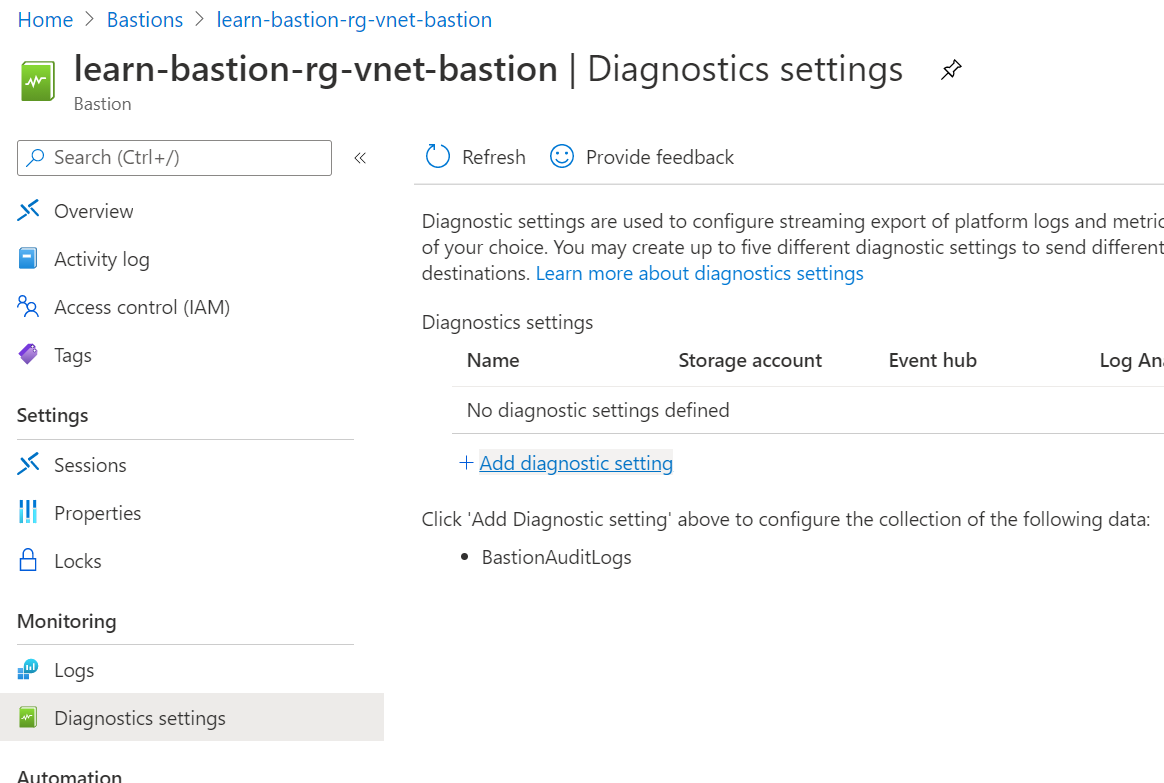 Home > Bastions > learn-bastion-rg-vnet-bastion
learn-bastion-rg-vnet-bastion | Diagnostics settings
Bastion
Search (Ctrl+/)
«
Overview
Activity log
Access control (IAM)
Tags
Settings
Sessions
Properties
Locks
Monitoring
Logs
Diagnostics settings
Automation
Refresh Provide feedback
Diagnostic settings are used to configure streaming export of platform logs and metric
of your choice. You may create up to five different diagnostic settings to send different
destinations. Learn more about diagnostics settings
Diagnostics settings
Name Storage account Event hub Log Ana
No diagnostic settings defined
+ Add diagnostic setting
Click 'Add Diagnostic setting' above to configure the collection of the following data:
• BastionAuditLogs